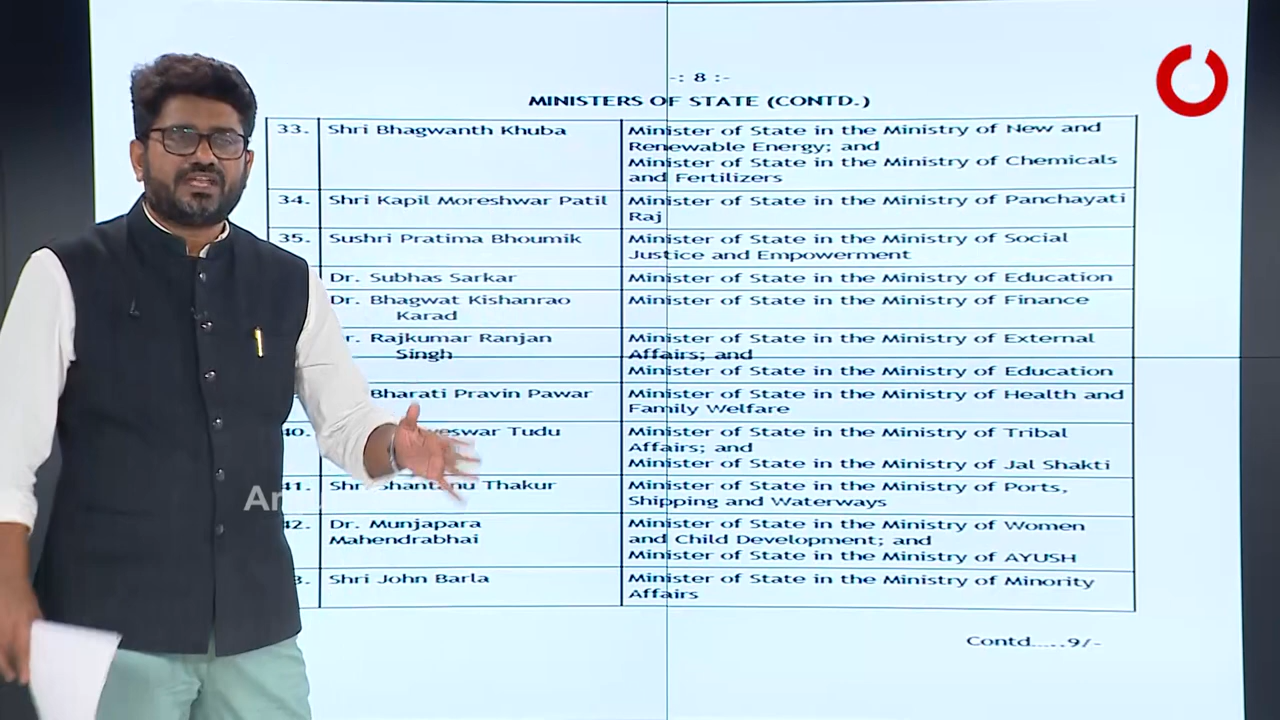 -: 8 :-
MINISTERS OF STATE (CONTD.)
33. Shri Bhagwanth Khuba Minister of State in the Ministry of New and
Renewable Energy; and
Minister of State in the Ministry of Chemicals
and Fertilizers
34. Shri Kapil Moreshwar Patil Minister of State in the Ministry of Panchayati
Raj
35. Sushri Pratima Bhoumik Minister of State in the Ministry of Social
Justice and Empowerment
Dr. Subhas Sarkar Minister of State in the Ministry of Education
Dr. Bhagwat Kishanrao Minister of State in the Ministry of Finance
Karad
r. Rajkumar Ranjan Minister of State in the Ministry of External
Singh Affairs; and
Minister of State in the Ministry of Education
Bharati Pravin Pawar Minister of State in the Ministry of Health and
Family Welfare
40. Tudu Minister of State in the Ministry of Tribal
Affairs; and
Minister of State in the Ministry of Jal Shakti
41. Shri Shantanu Thakur Minister of State in the Ministry of Ports,
Shipping and Waterways
42. Dr. Munjapara Minister of State in the Ministry of Women
Mahendrabhai and Child Development; and
Minister of State in the Ministry of AYUSH
3. Shri John Barla Minister of State in the Ministry of Minority
Affairs
Contd.....9/-